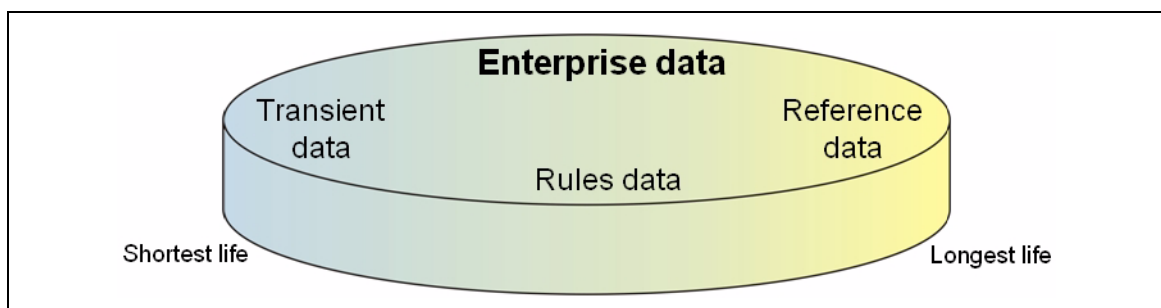 Enterprise data
Transient
data
Reference
data
Rules data
Shortest life
Longest life